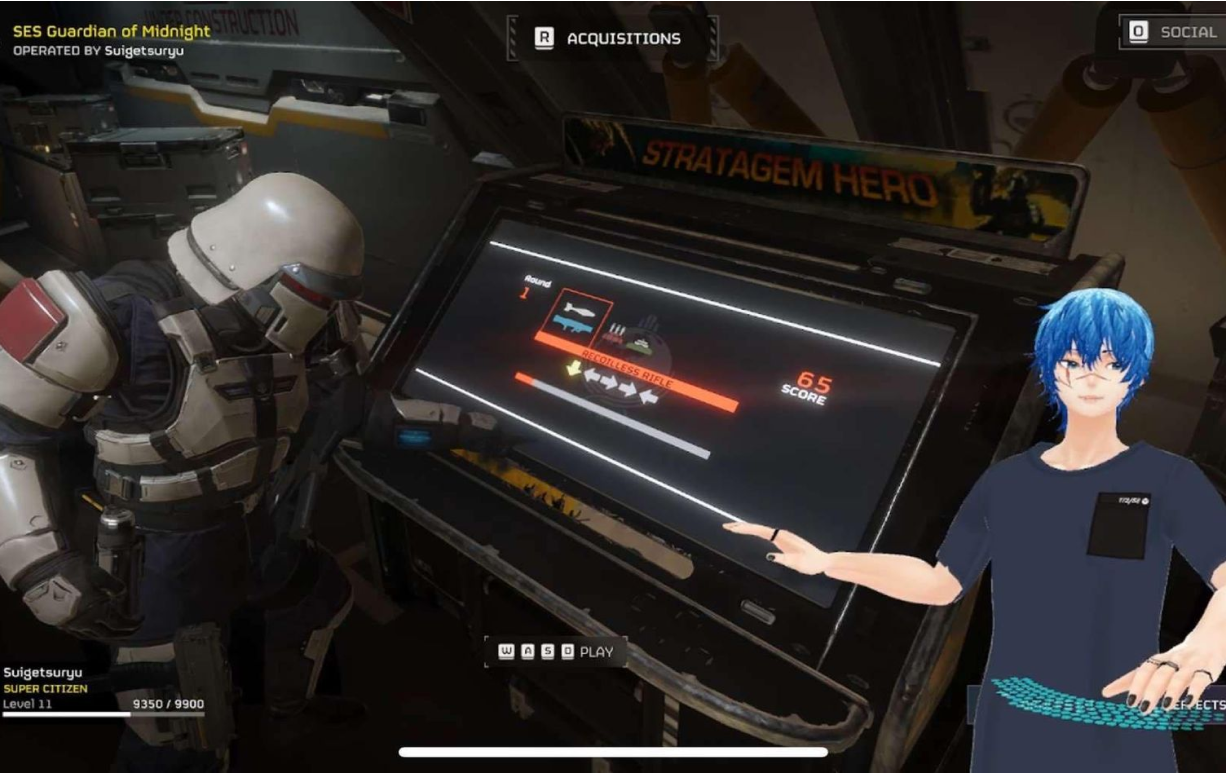 SES Guardian of Midnight
OPERATED BY Suigetsuryu
UNDER CONSTRUCTION
R ACQUISITIONS
O SOCIAL
STRATAGEM HERO
Round
1
RECOILLESS RIFLE
65
SCORE
W A S D PLAY
Suigetsuryu
SUPER CITIZEN
Level 11 9350 / 9900
EFFECTS